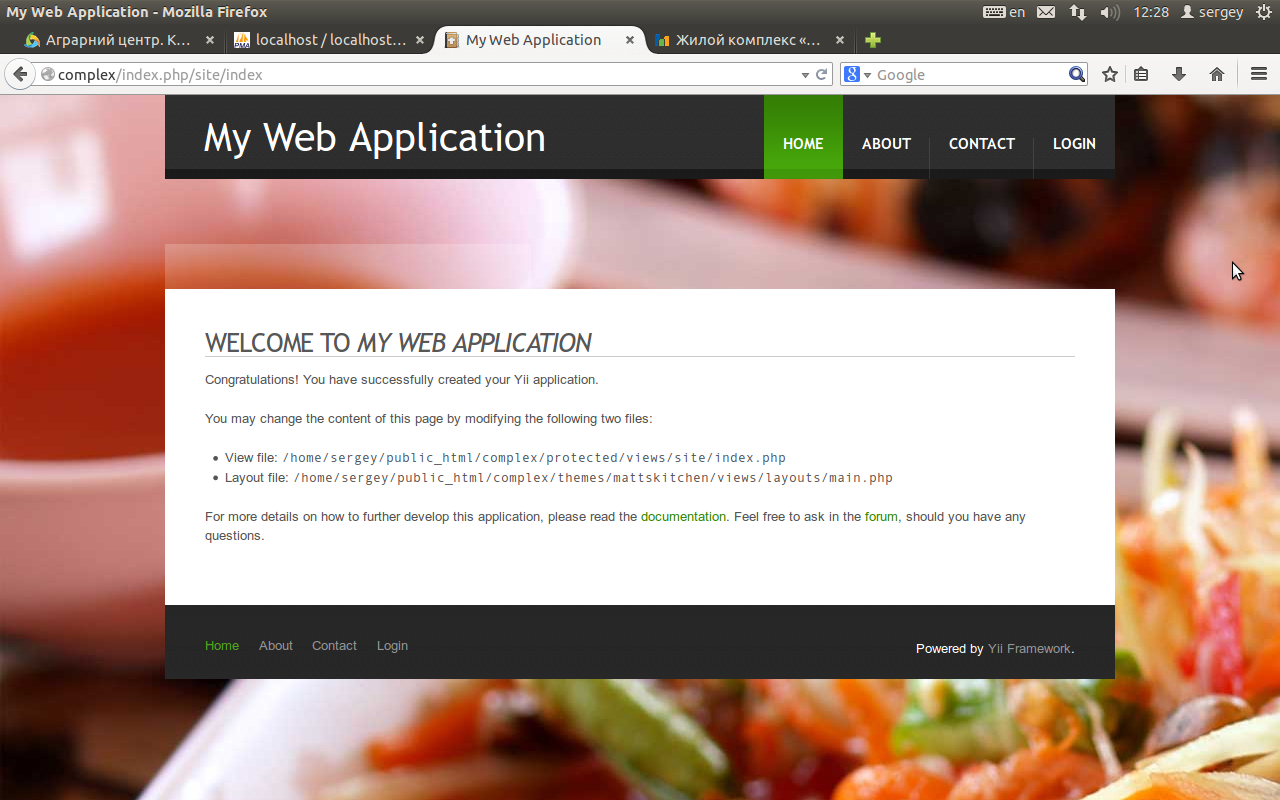 My Web Application - Mozilla Firefox
en
12:28
sergey
Аграрний центр. К...
localhost / localhost...
My Web Application
Жилой комплекс «...
complex/index.php/site/index
Google
My Web Application
HOME
ABOUT
CONTACT
LOGIN
WELCOME TO MY WEB APPLICATION
Congratulations! You have successfully created your Yii application.
You may change the content of this page by modifying the following two files:
View file: /home/sergey/public_html/complex/protected/views/site/index.php
Layout file: /home/sergey/public_html/complex/themes/mattskitchen/views/layouts/main.php
For more details on how to further develop this application, please read the documentation. Feel free to ask in the forum, should you have any
questions.
Home
About
Contact
Login
Powered by Yii Framework.